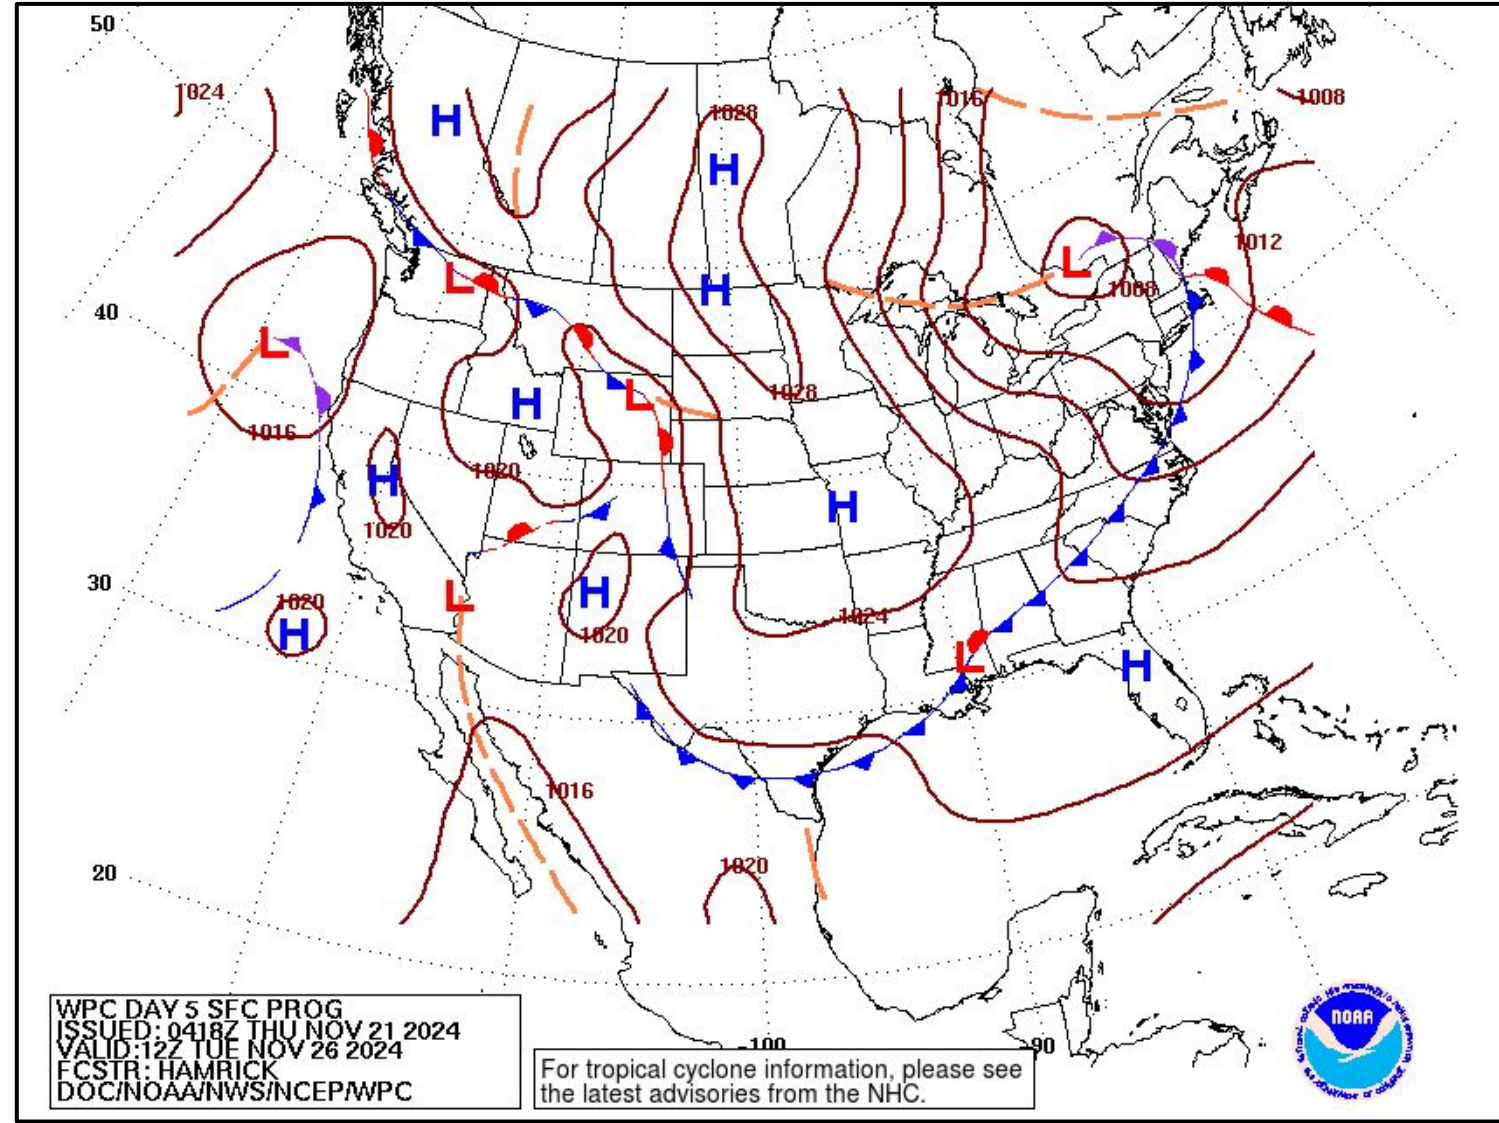 50
1024
H
1028
1016
1008
H
1012
L
L
H
1008
40
L
H
L
1028
1016
H
1020
H
H
1020
30
L
H
1020
H
1020
1024
L
H
1016
20
1020
WPC DAY 5 SFC PROG
ISSUED: 0418Z THU NOV 21 2024
VALID:12Z TUE NOV 26 2024
FCSTR: HAMRICK
DOC/NOAA/NWS/NCEP/WPC
-100
90
For tropical cyclone information, please see
the latest advisories from the NHC.
NOAA